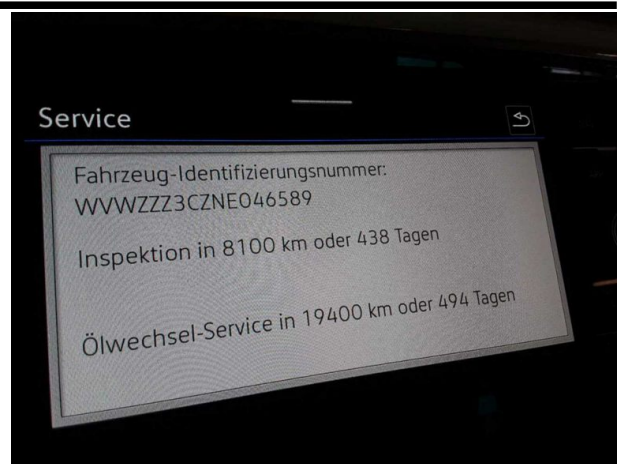 Service
Fahrzeug-Identifizierungsnummer:
WVWZZZ3CZNE046589
Inspektion in 8100 km oder 438 Tagen
Ölwechsel-Service in 19400 km oder 494 Tagen